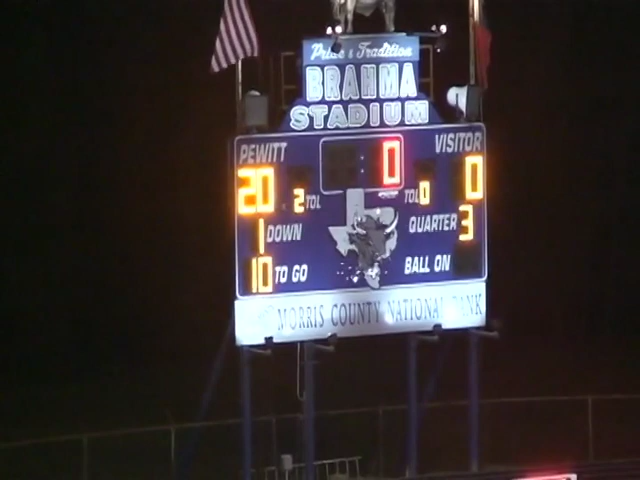 Pride & Tradition
BRAHMA
STADIUM
PEWITT 0 VISITOR
20 2 TOL TOL 0 0
1 DOWN QUARTER 3
10 TO GO BALL ON
MORRIS COUNTY NATIONAL BANK